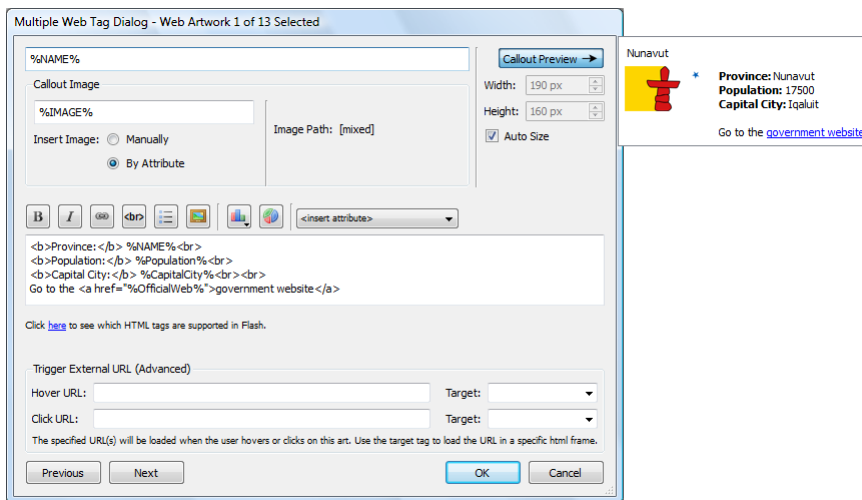 Multiple Web Tag Dialog - Web Artwork 1 of 13 Selected
%NAME%
Callout Preview
Callout Image
Width: 190 px
%IMAGE%
Height: 160 px
Image Path: [mixed]
Insert Image: Manually
Auto Size
By Attribute
Nunavut
Province: Nunavut
Population: 17500
Capital City: Iqaluit
Go to the government website
B I <br> <insert attribute>
<b>Province:</b> %NAME%<br>
<b>Population:</b> %Population%<br>
<b>Capital City:</b> %CapitalCity%<br><br>
Go to the <a href="%OfficialWeb%">government website</a>
Click here to see which HTML tags are supported in Flash.
Trigger External URL (Advanced)
Hover URL: Target:
Click URL: Target:
The specified URL(s) will be loaded when the user hovers or clicks on this art. Use the target tag to load the URL in a specific html frame.
Previous Next OK Cancel